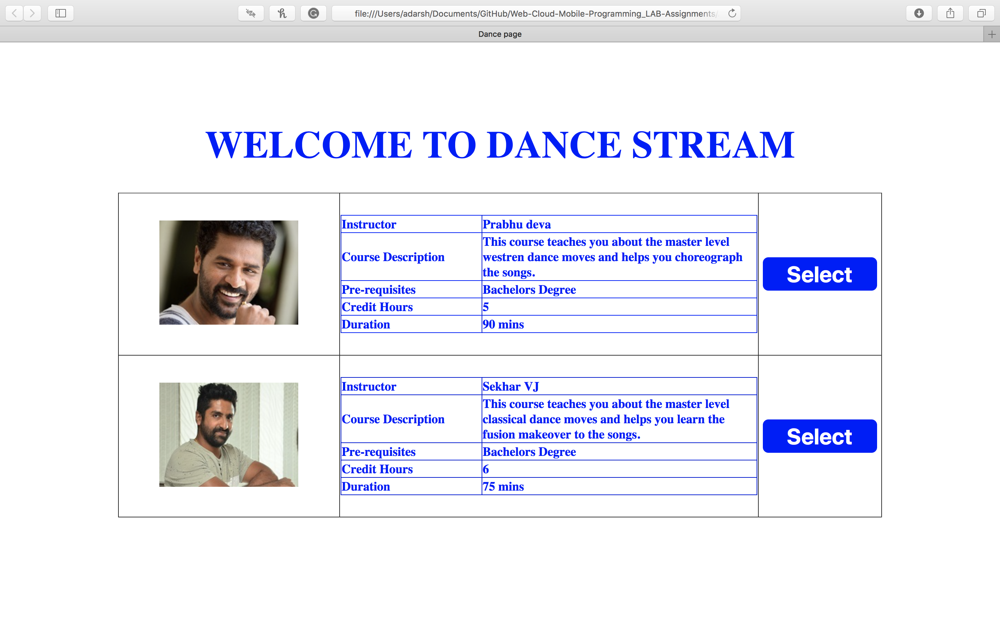 file:///Users/adarsh/Documents/GitHub/Web-Cloud-Mobile-Programming_LAB-Assignments/
Dance page
WELCOME TO DANCE STREAM
Instructor
Prabhu deva
Course Description
This course teaches you about the master level
westren dance moves and helps you choreograph
the songs.
Pre-requisites
Bachelors Degree
Credit Hours
5
Duration
90 mins
Select
Instructor
Sekhar VJ
Course Description
This course teaches you about the master level
classical dance moves and helps you learn the
fusion makeover to the songs.
Pre-requisites
Bachelors Degree
Credit Hours
6
Duration
75 mins
Select